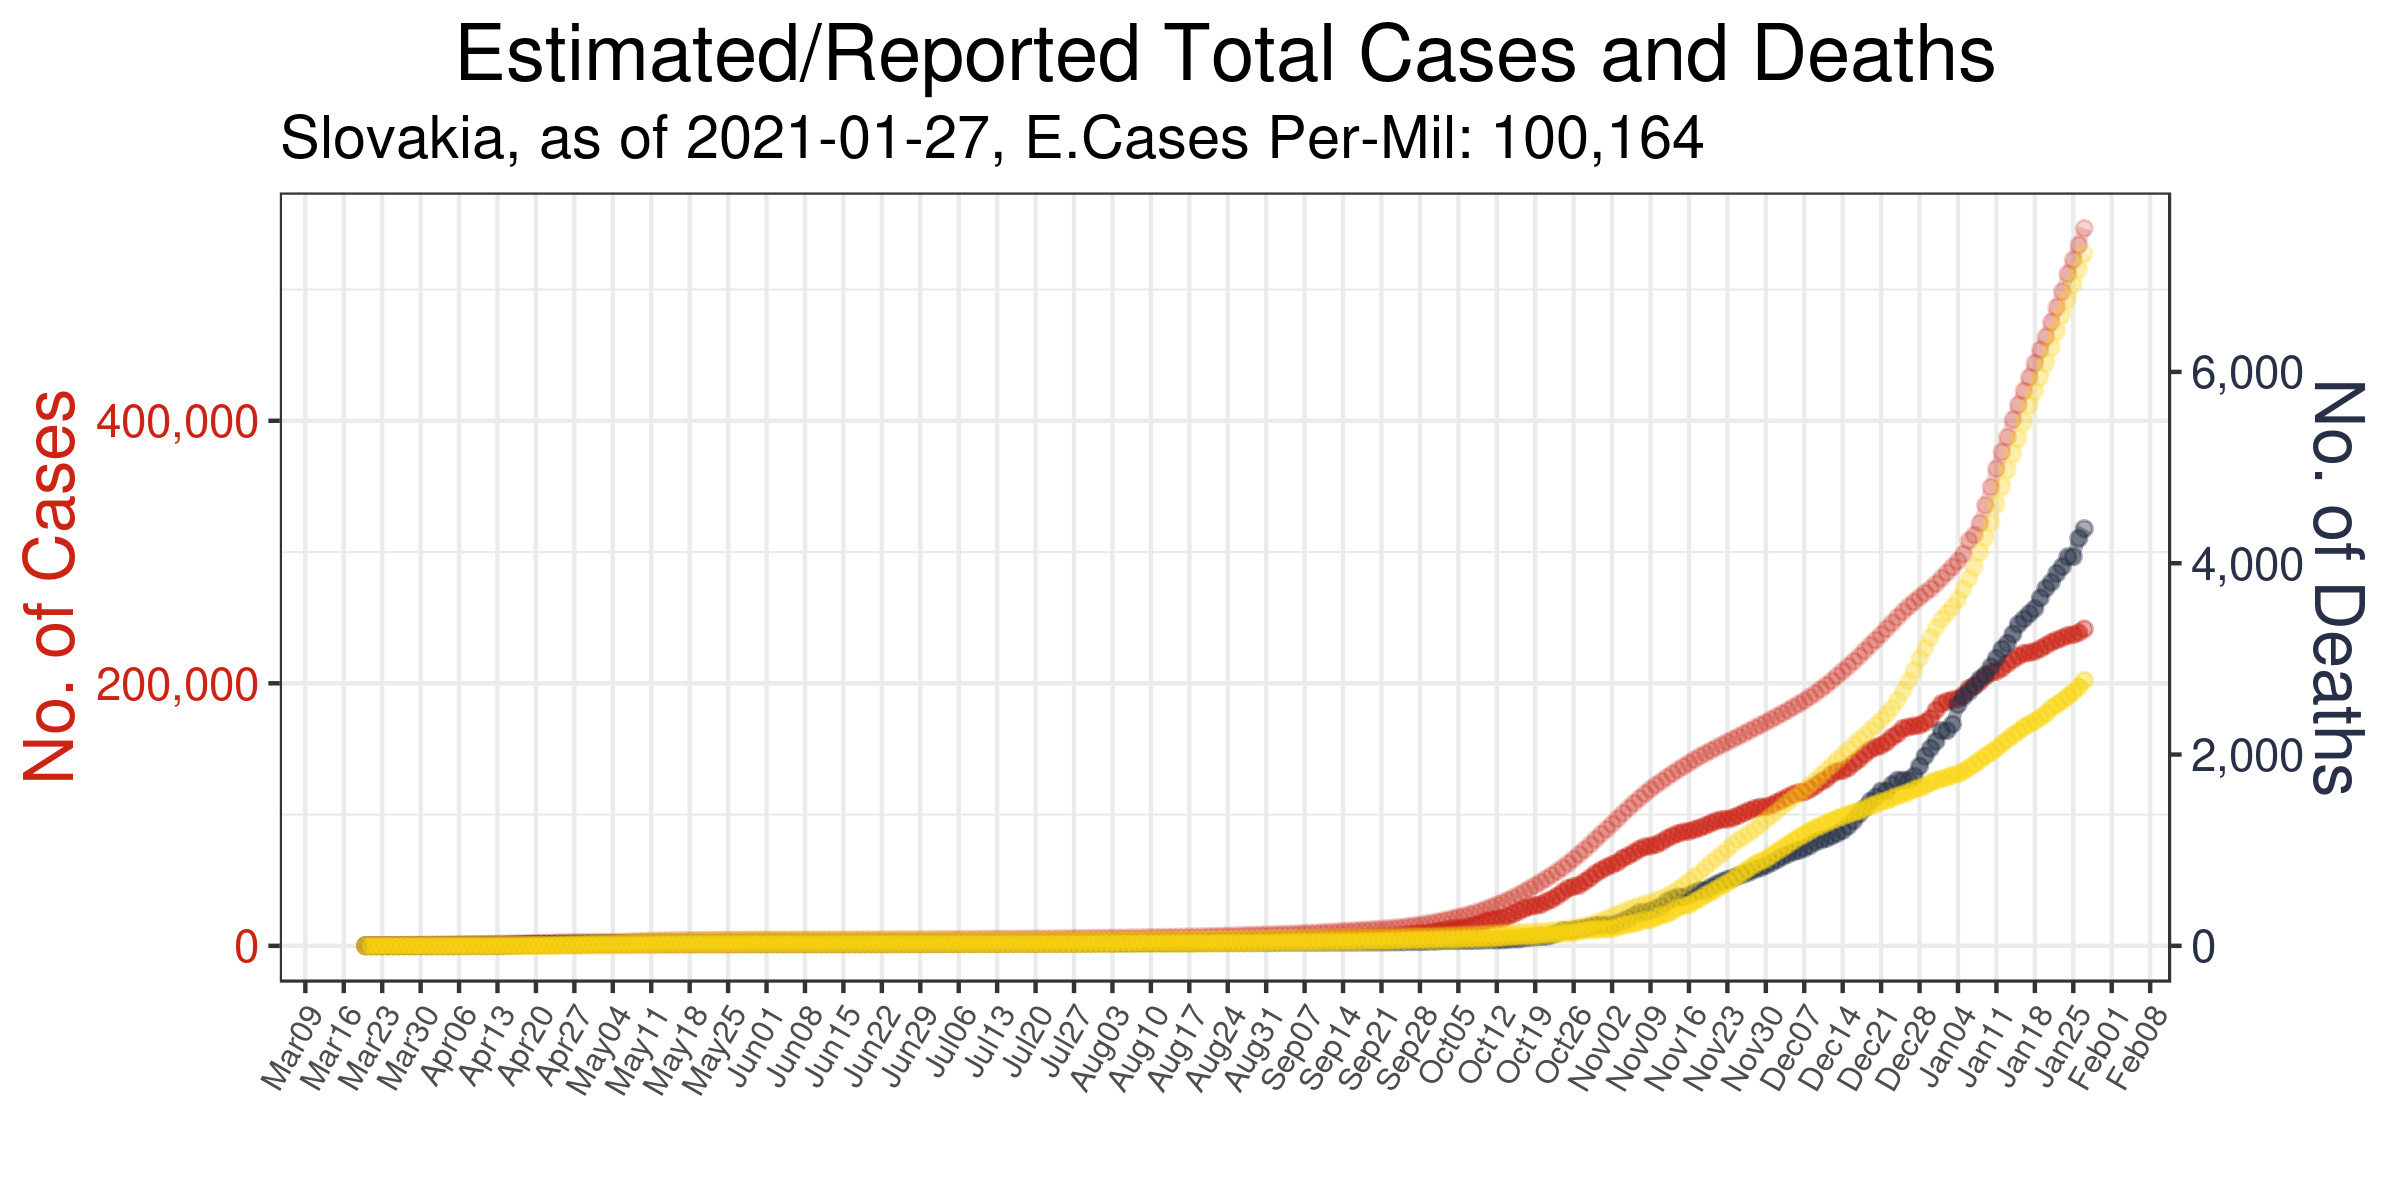 Estimated/Reported Total Cases and Deaths
Slovakia, as of 2021-01-27, E.Cases Per-Mil: 100,164
No. of Cases
400,000
200,000
0
6,000
4,000
2,000
0
No. of Deaths
Mar09
Mar16
Mar23
Mar30
Apr06
Apr13
Apr20
Apr27
May04
May11
May18
May25
Jun01
Jun08
Jun15
Jun22
Jun29
Jul06
Jul13
Jul20
Jul27
Aug03
Aug10
Aug17
Aug24
Aug31
Sep07
Sep14
Sep21
Sep28
Oct05
Oct12
Oct19
Oct26
Nov02
Nov09
Nov16
Nov23
Nov30
Dec07
Dec14
Dec21
Dec28
Jan04
Jan11
Jan18
Jan25
Feb01
Feb08